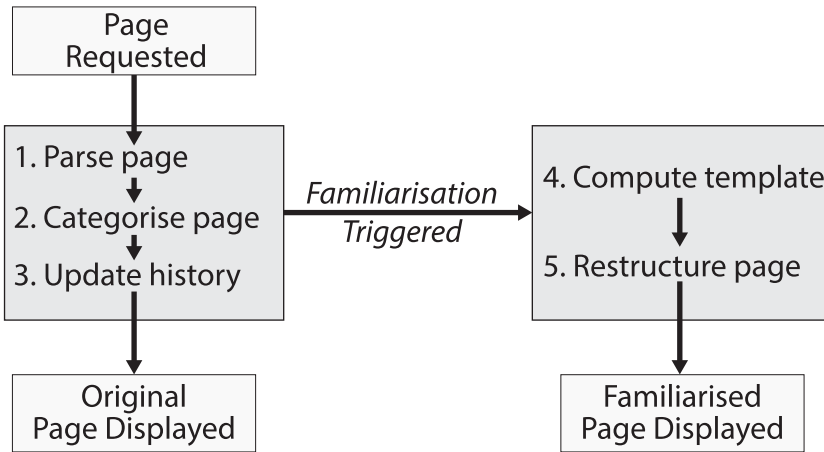 Page
Requested
1. Parse page
2. Categorise page
3. Update history
Familiarisation
Triggered
4. Compute template
5. Restructure page
Original
Page Displayed
Familiarised
Page Displayed